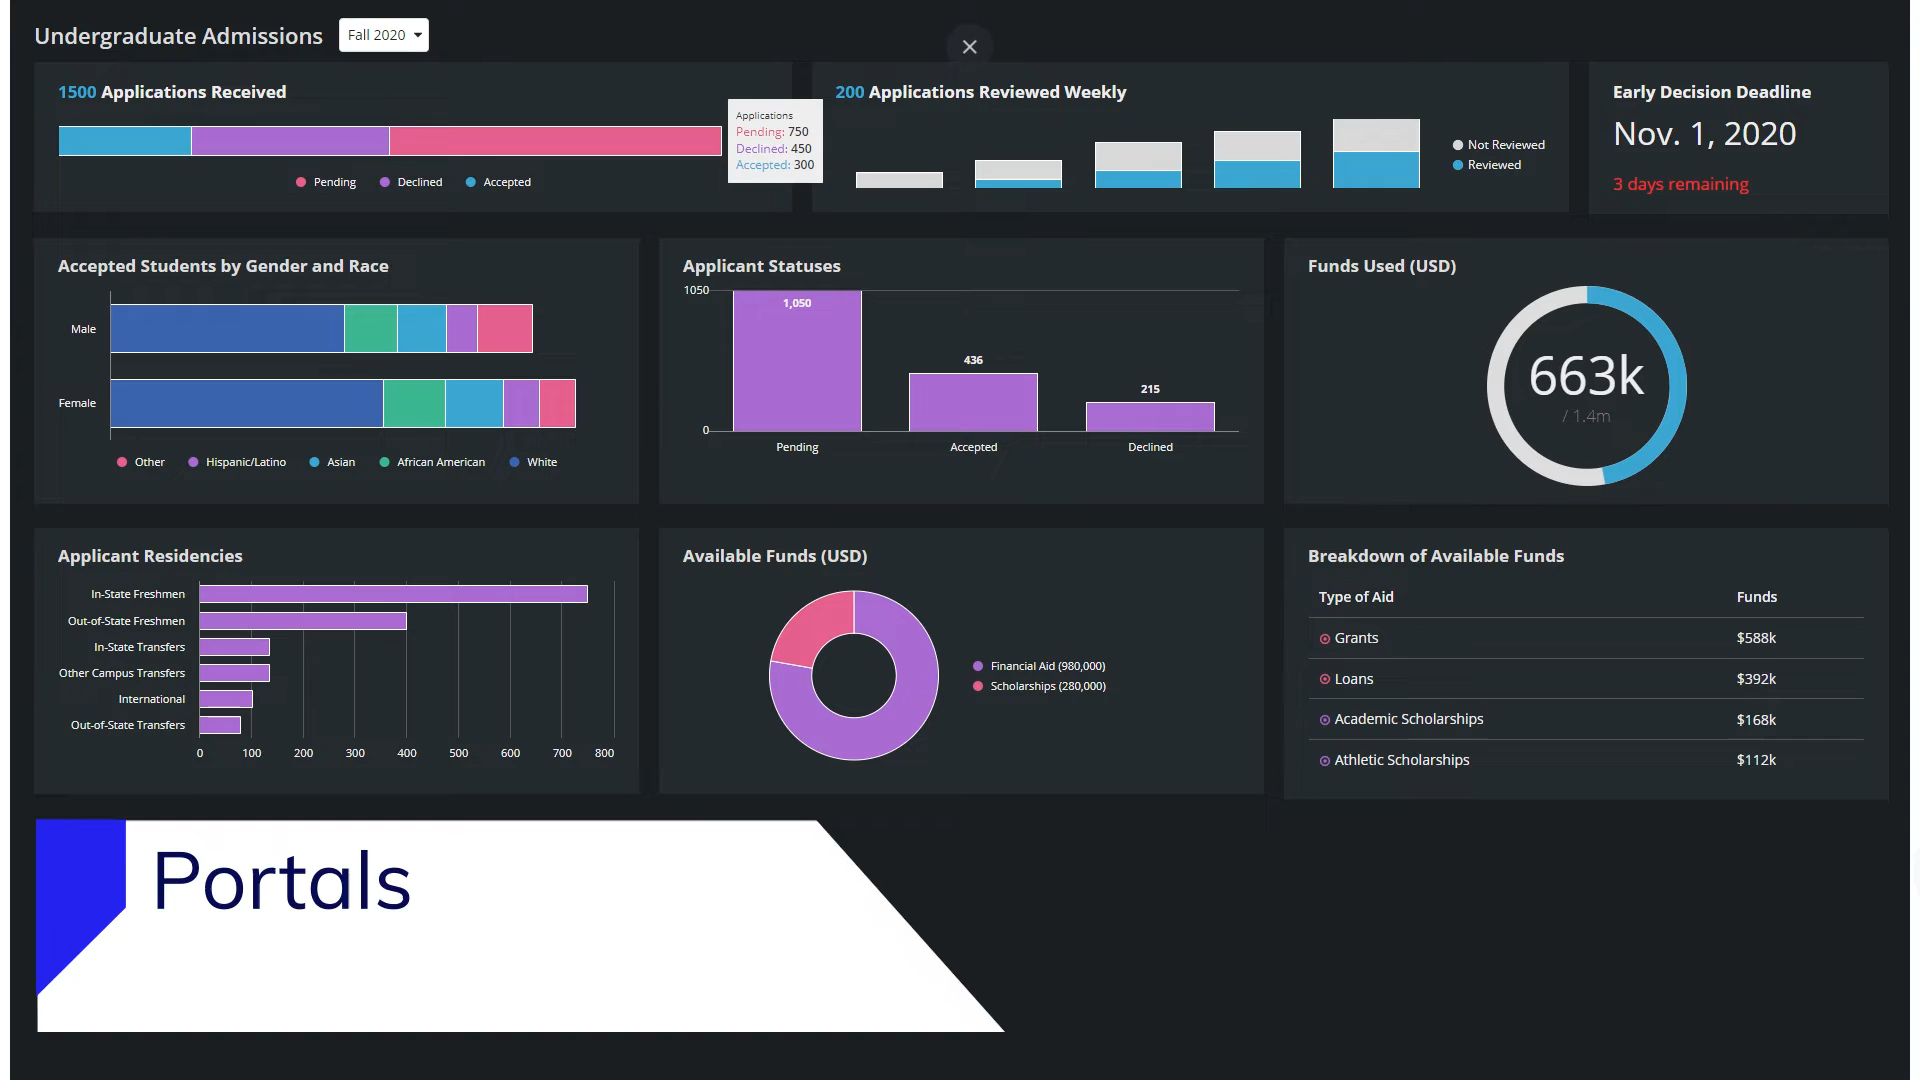 Undergraduate Admissions
Fall 2020
1500 Applications Received
Applications
Pending: 750
Declined: 450
Accepted: 300
Pending
Declined
Accepted
200 Applications Reviewed Weekly
Not Reviewed
Reviewed
Early Decision Deadline
Nov. 1, 2020
3 days remaining
Accepted Students by Gender and Race
Male
Female
Other
Hispanic/Latino
Asian
African American
White
Applicant Statuses
1050
0
1,050
436
215
Pending
Accepted
Declined
Funds Used (USD)
663k
/ 1.4m
Applicant Residencies
In-State Freshmen
Out-of-State Freshmen
In-State Transfers
Other Campus Transfers
International
Out-of-State Transfers
0 100 200 300 400 500 600 700 800
Available Funds (USD)
Financial Aid (980,000)
Scholarships (280,000)
Breakdown of Available Funds
Type of Aid Funds
Grants $588k
Loans $392k
Academic Scholarships $168k
Athletic Scholarships $112k
Portals